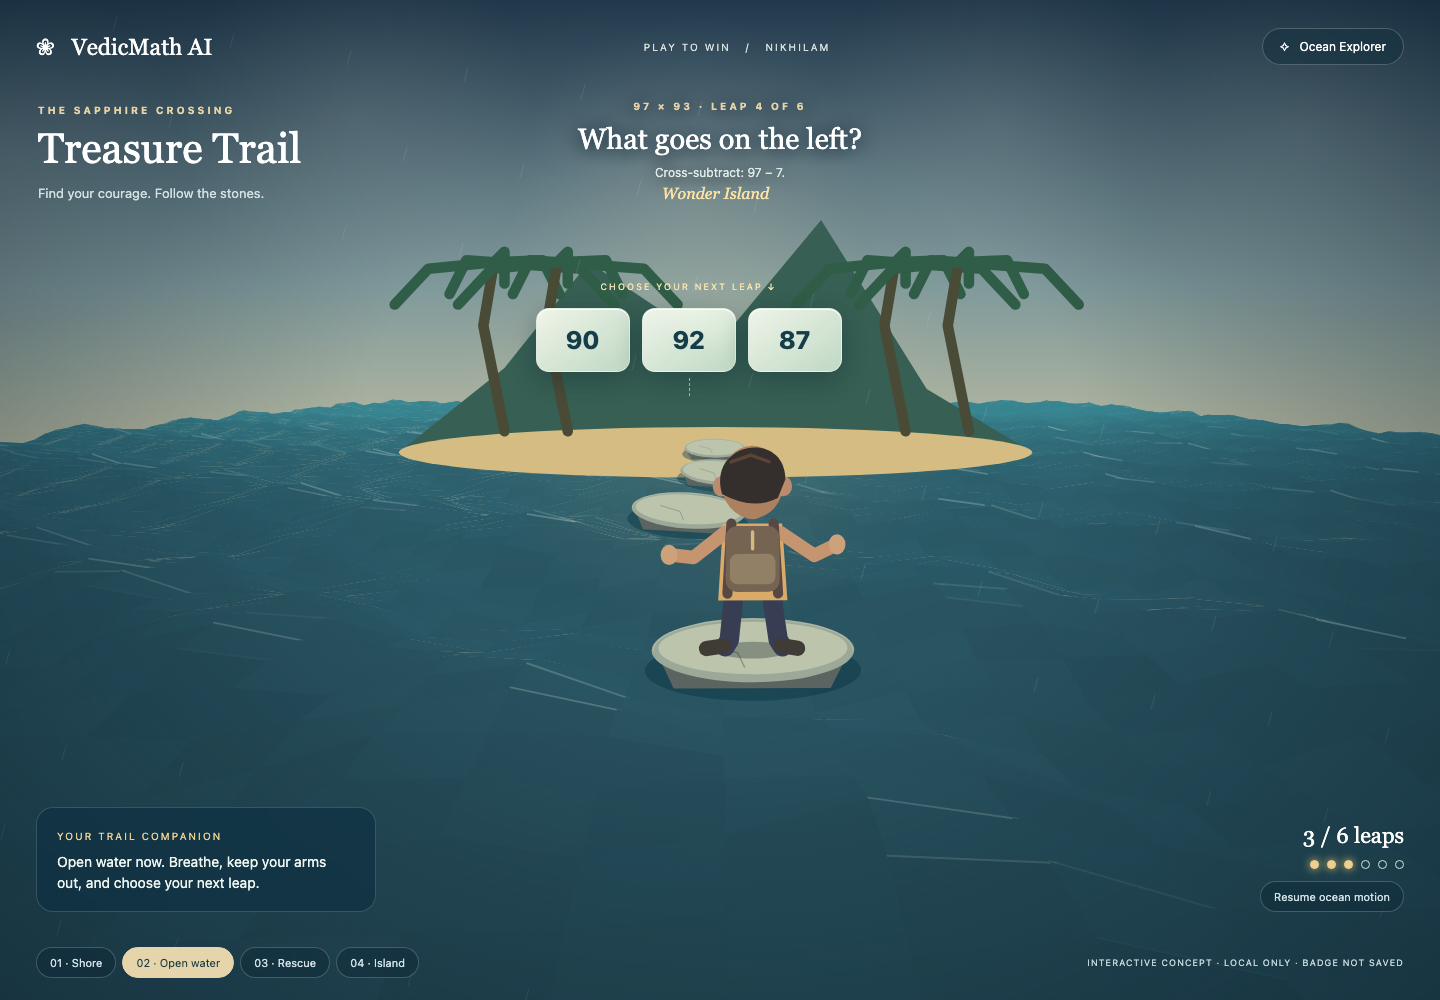 VedicMath AI
PLAY TO WIN / NIKHILAM
Ocean Explorer
THE SAPPHIRE CROSSING
Treasure Trail
Find your courage. Follow the stones.
97 × 93 · LEAP 4 OF 6
What goes on the left?
Cross-subtract: 97 – 7.
Wonder Island
CHOOSE YOUR NEXT LEAP ↓
90
92
87
YOUR TRAIL COMPANION
Open water now. Breathe, keep your arms
out, and choose your next leap.
3 / 6 leaps
Resume ocean motion
01 · Shore
02 · Open water
03 · Rescue
04 · Island
INTERACTIVE CONCEPT · LOCAL ONLY · BADGE NOT SAVED